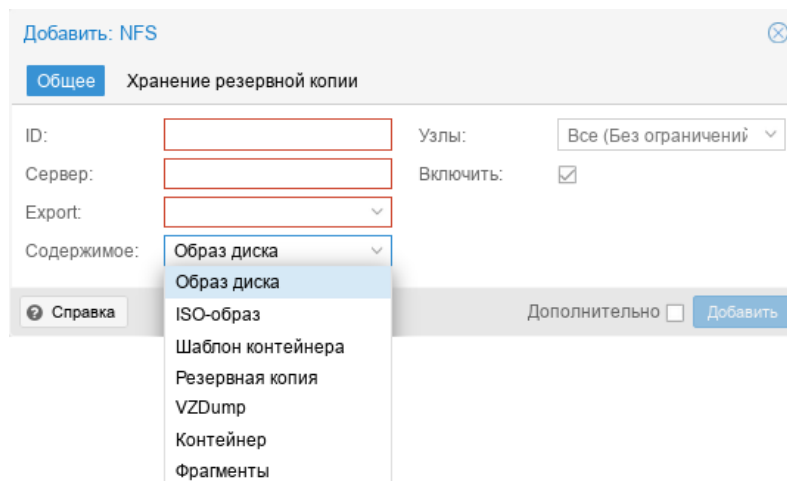 Добавить: NFS
Общее Хранение резервной копии
ID: Узлы: Все (Без ограничений
Сервер: Включить:
Export:
Содержимое: Образ диска
Образ диска
ISO-образ
Шаблон контейнера
Резервная копия
VZDump
Контейнер
Фрагменты
Справка Дополнительно Добавить